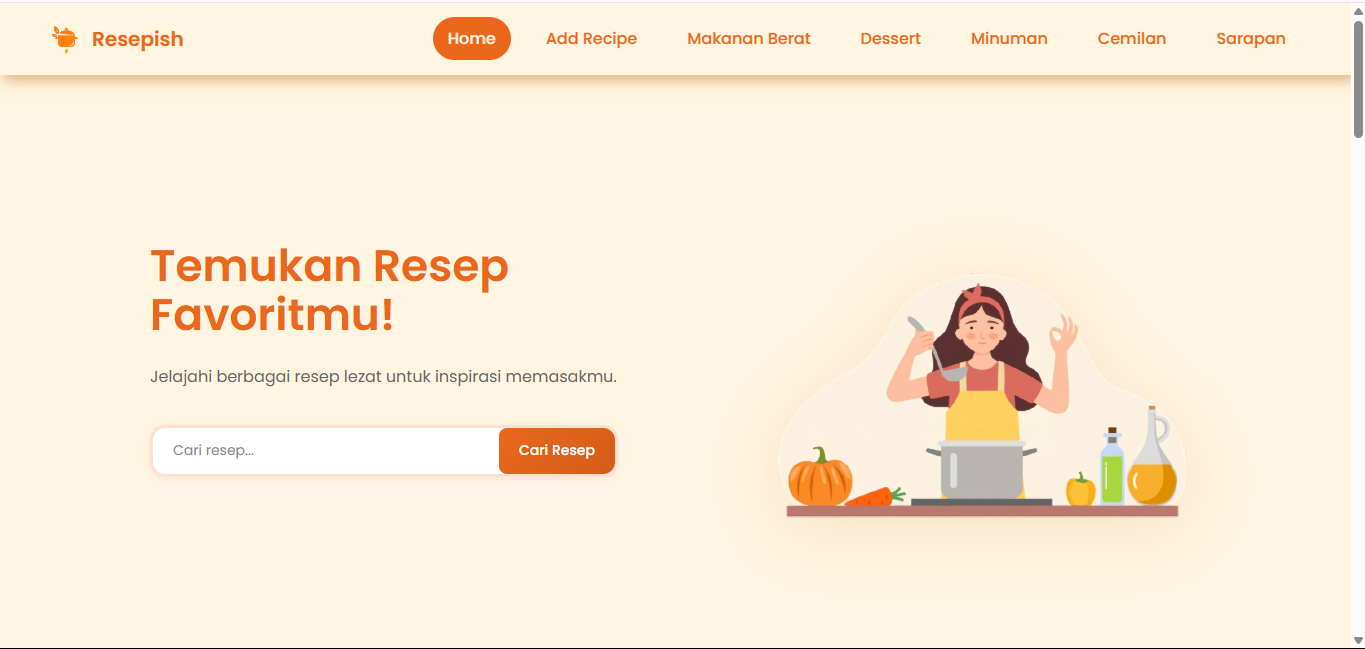 Resepish
Home
Add Recipe
Makanan Berat
Dessert
Minuman
Cemilan
Sarapan
Temukan Resep
Favoritmu!
Jelajahi berbagai resep lezat untuk inspirasi memasakmu.
Cari resep...
Cari Resep